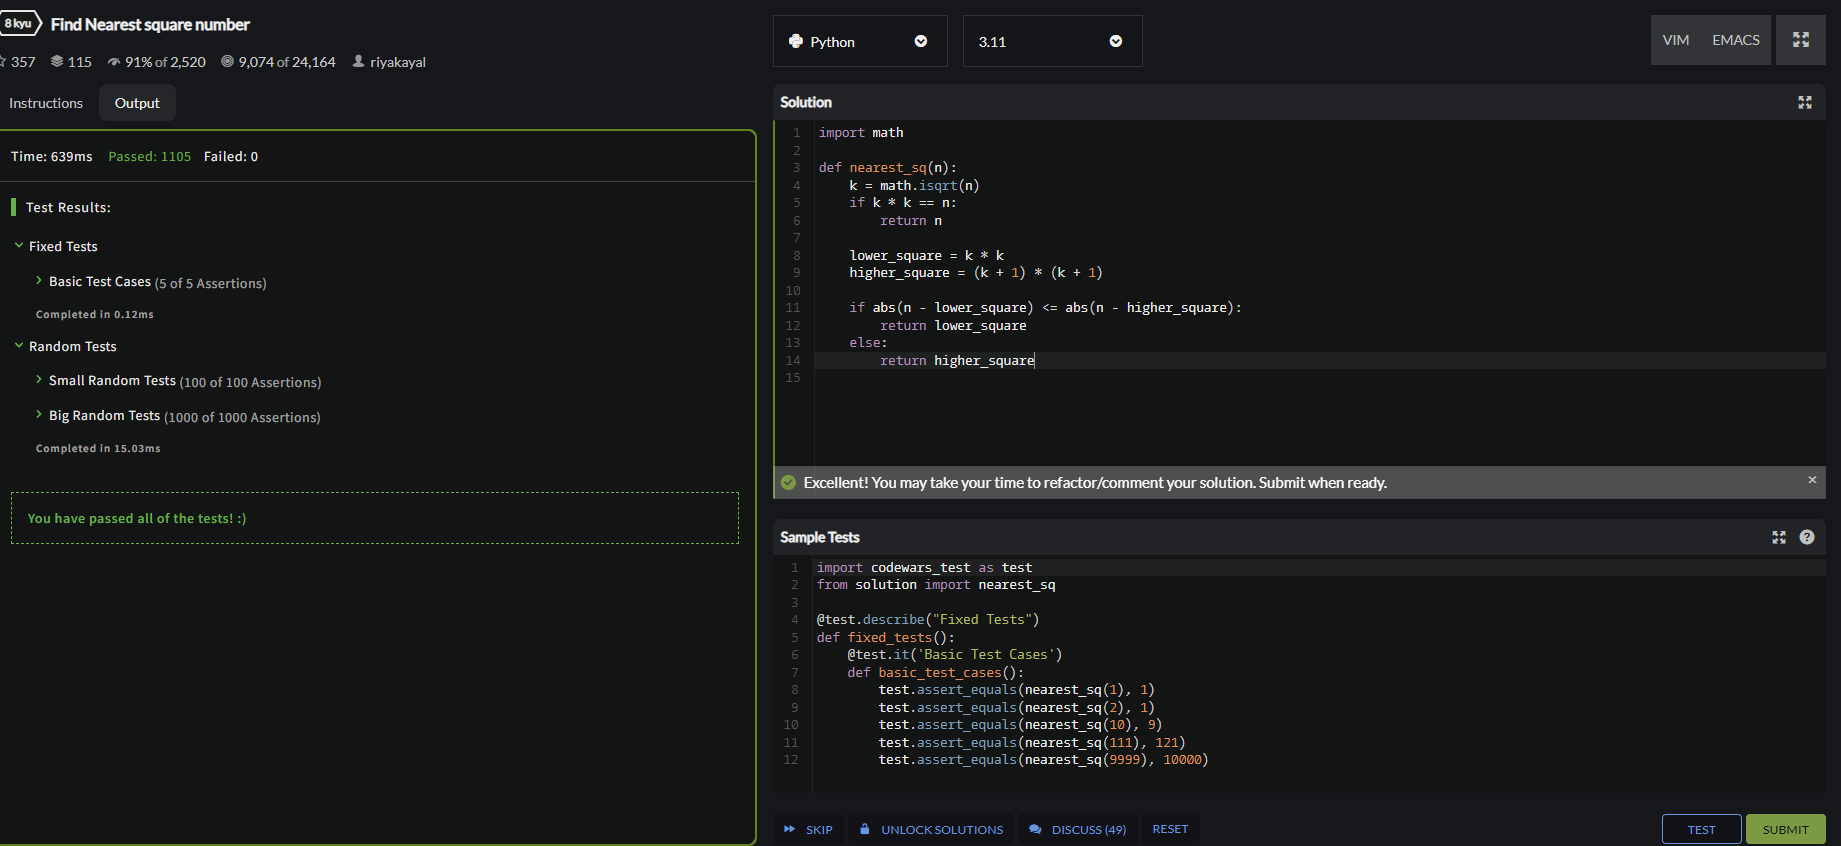 8 kyu Find Nearest square number
357 115 91% of 2,520 9,074 of 24,164 riyakayal
Instructions Output
Time: 639ms Passed: 1105 Failed: 0
Test Results:
Fixed Tests
Basic Test Cases (5 of 5 Assertions)
Completed in 0.12ms
Random Tests
Small Random Tests (100 of 100 Assertions)
Big Random Tests (1000 of 1000 Assertions)
Completed in 15.03ms
You have passed all of the tests! :)
Python 3.11 VIM EMACS
Solution
1 import math
2
3 def nearest_sq(n):
4     k = math.isqrt(n)
5     if k * k == n:
6         return n
7
8     lower_square = k * k
9     higher_square = (k + 1) * (k + 1)
10
11     if abs(n - lower_square) <= abs(n - higher_square):
12         return lower_square
13     else:
14         return higher_square
15
Excellent! You may take your time to refactor/comment your solution. Submit when ready. ×
Sample Tests ?
1 import codewars_test as test
2 from solution import nearest_sq
3
4 @test.describe("Fixed Tests")
5 def fixed_tests():
6     @test.it('Basic Test Cases')
7     def basic_test_cases():
8         test.assert_equals(nearest_sq(1), 1)
9         test.assert_equals(nearest_sq(2), 1)
10         test.assert_equals(nearest_sq(10), 9)
11         test.assert_equals(nearest_sq(111), 121)
12         test.assert_equals(nearest_sq(9999), 10000)
SKIP UNLOCK SOLUTIONS DISCUSS (49) RESET TEST SUBMIT